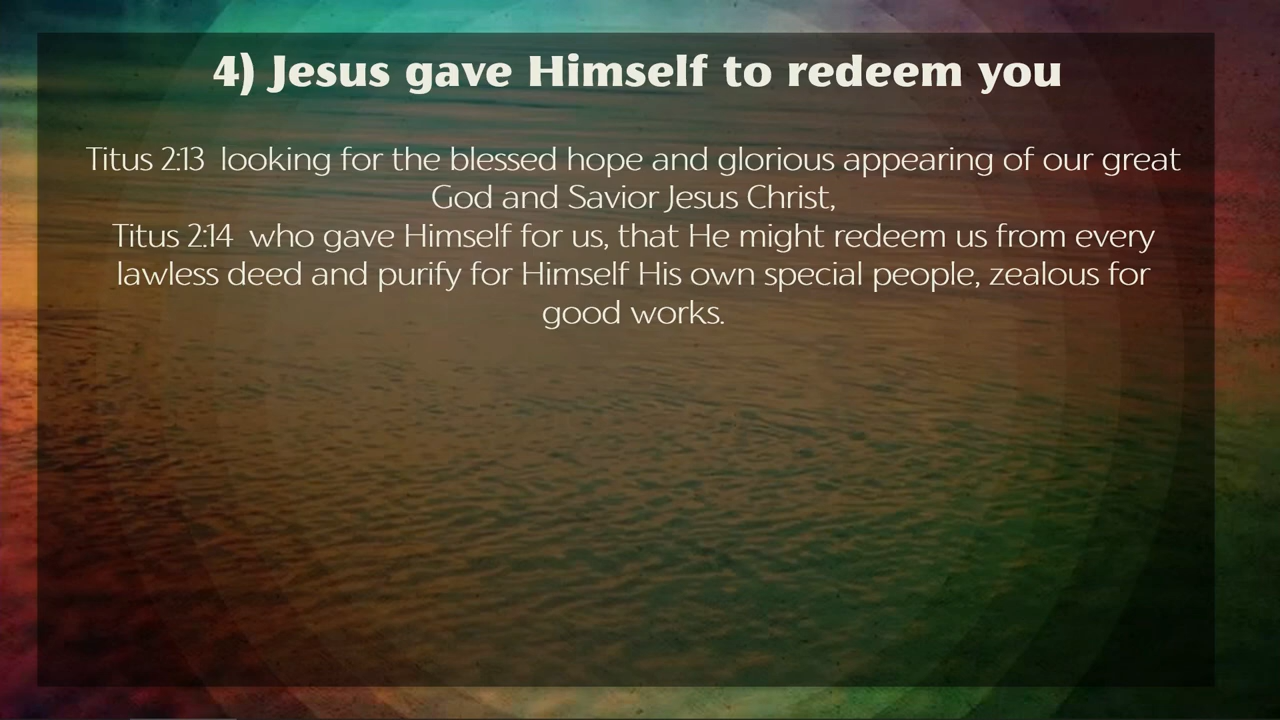 4) Jesus gave Himself to redeem you
Titus 2:13 looking for the blessed hope and glorious appearing of our great
God and Savior Jesus Christ,
Titus 2:14 who gave Himself for us, that He might redeem us from every
lawless deed and purify for Himself His own special people, zealous for
good works.